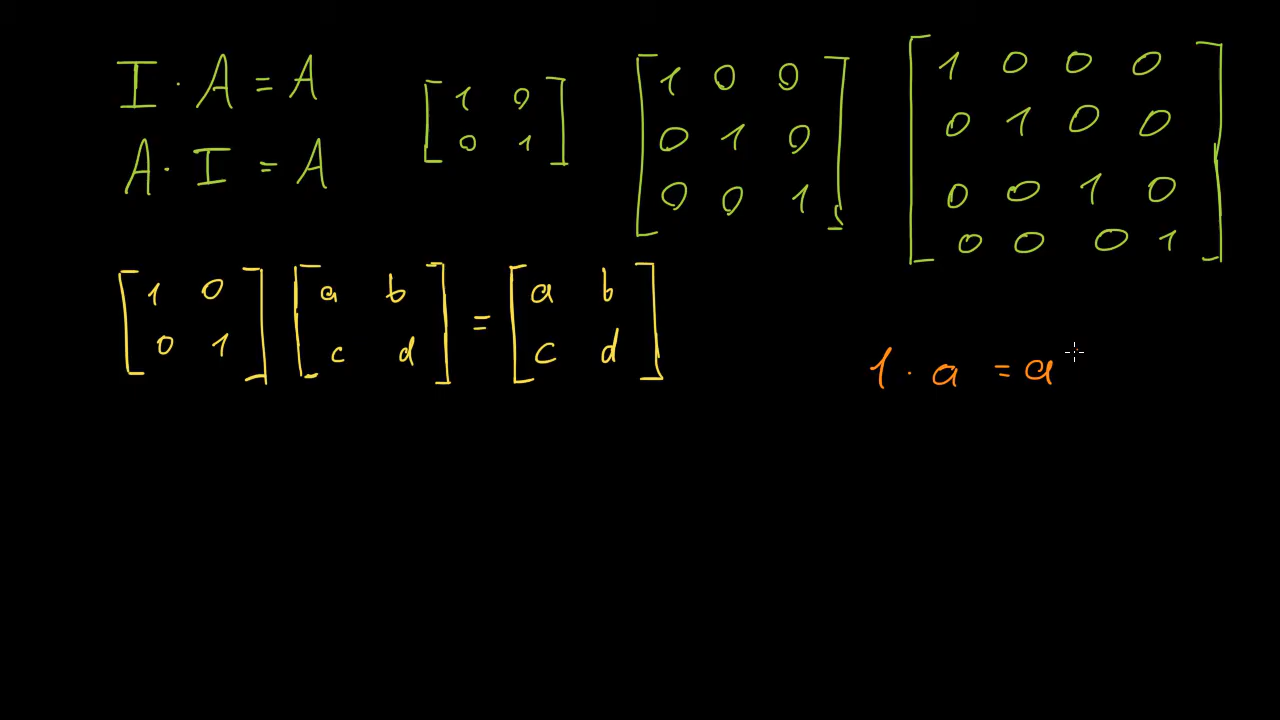 I · A = A
A · I = A
[1 0
0 1]
[1 0 0
0 1 0
0 0 1]
[1 0 0 0
0 1 0 0
0 0 1 0
0 0 0 1]
[1 0
0 1] [a b
c d] = [a b
c d]
1 · a = a